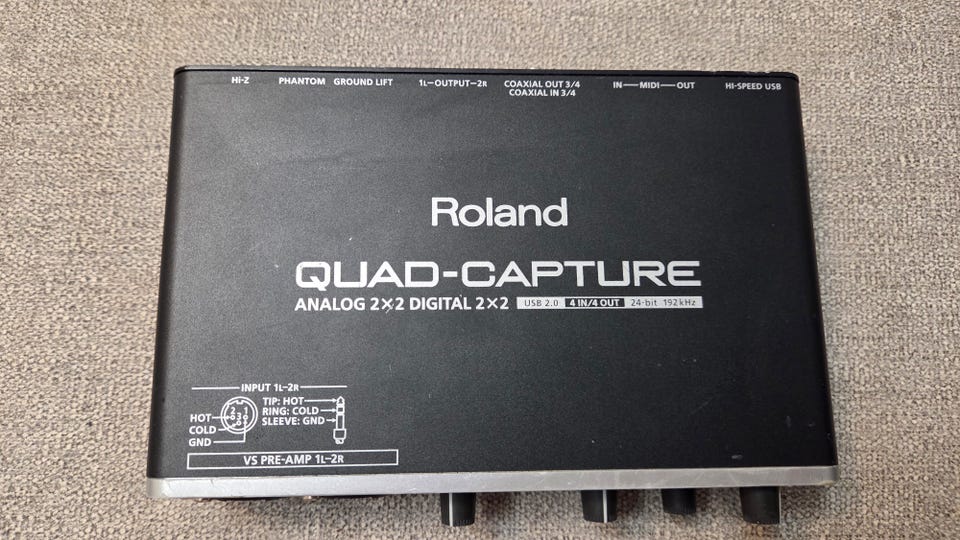 Hi-Z PHANTOM GROUND LIFT 1L–OUTPUT–2R COAXIAL OUT 3/4 IN—MIDI—OUT HI-SPEED USB
COAXIAL IN 3/4
Roland
QUAD-CAPTURE
ANALOG 2×2 DIGITAL 2×2 USB 2.0 4 IN/4 OUT 24-bit 192kHz
INPUT 1L–2R
HOT 2 1 3 TIP: HOT
COLD RING: COLD
GND SLEEVE: GND
VS PRE-AMP 1L–2R